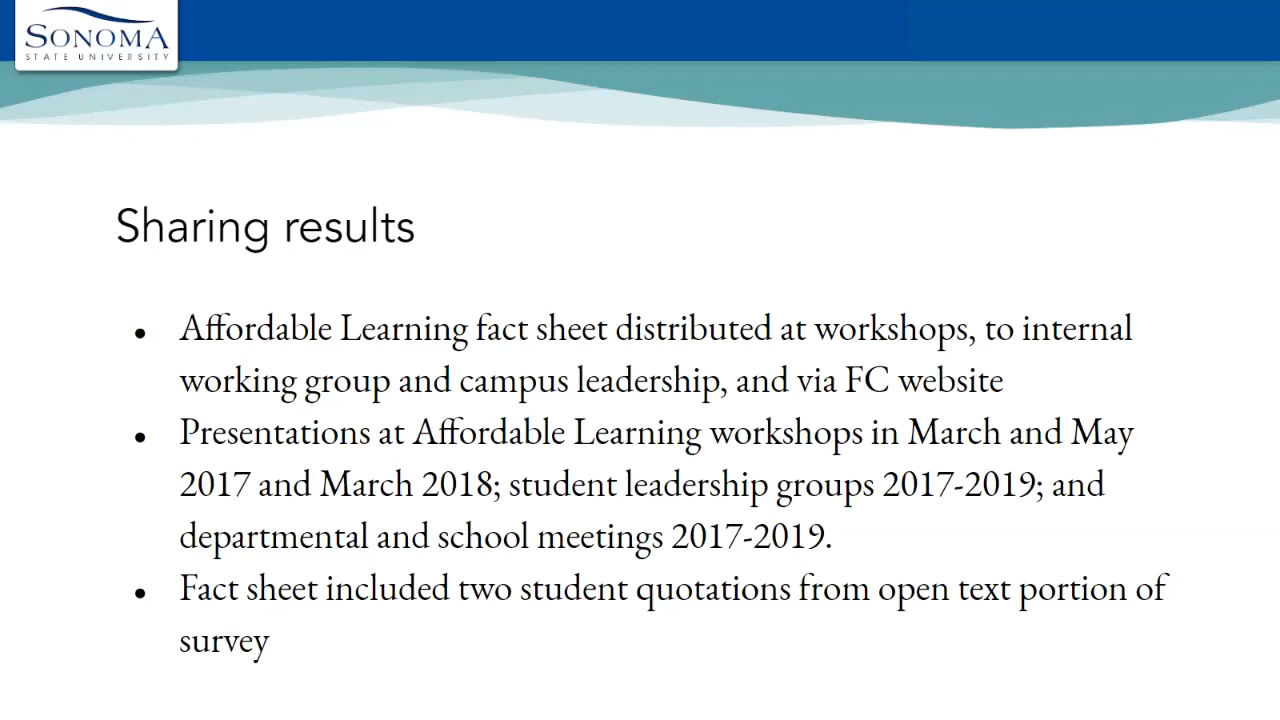 SONOMA
STATE UNIVERSITY
Sharing results
● Affordable Learning fact sheet distributed at workshops, to internal
working group and campus leadership, and via FC website
● Presentations at Affordable Learning workshops in March and May
2017 and March 2018; student leadership groups 2017-2019; and
departmental and school meetings 2017-2019.
● Fact sheet included two student quotations from open text portion of
survey